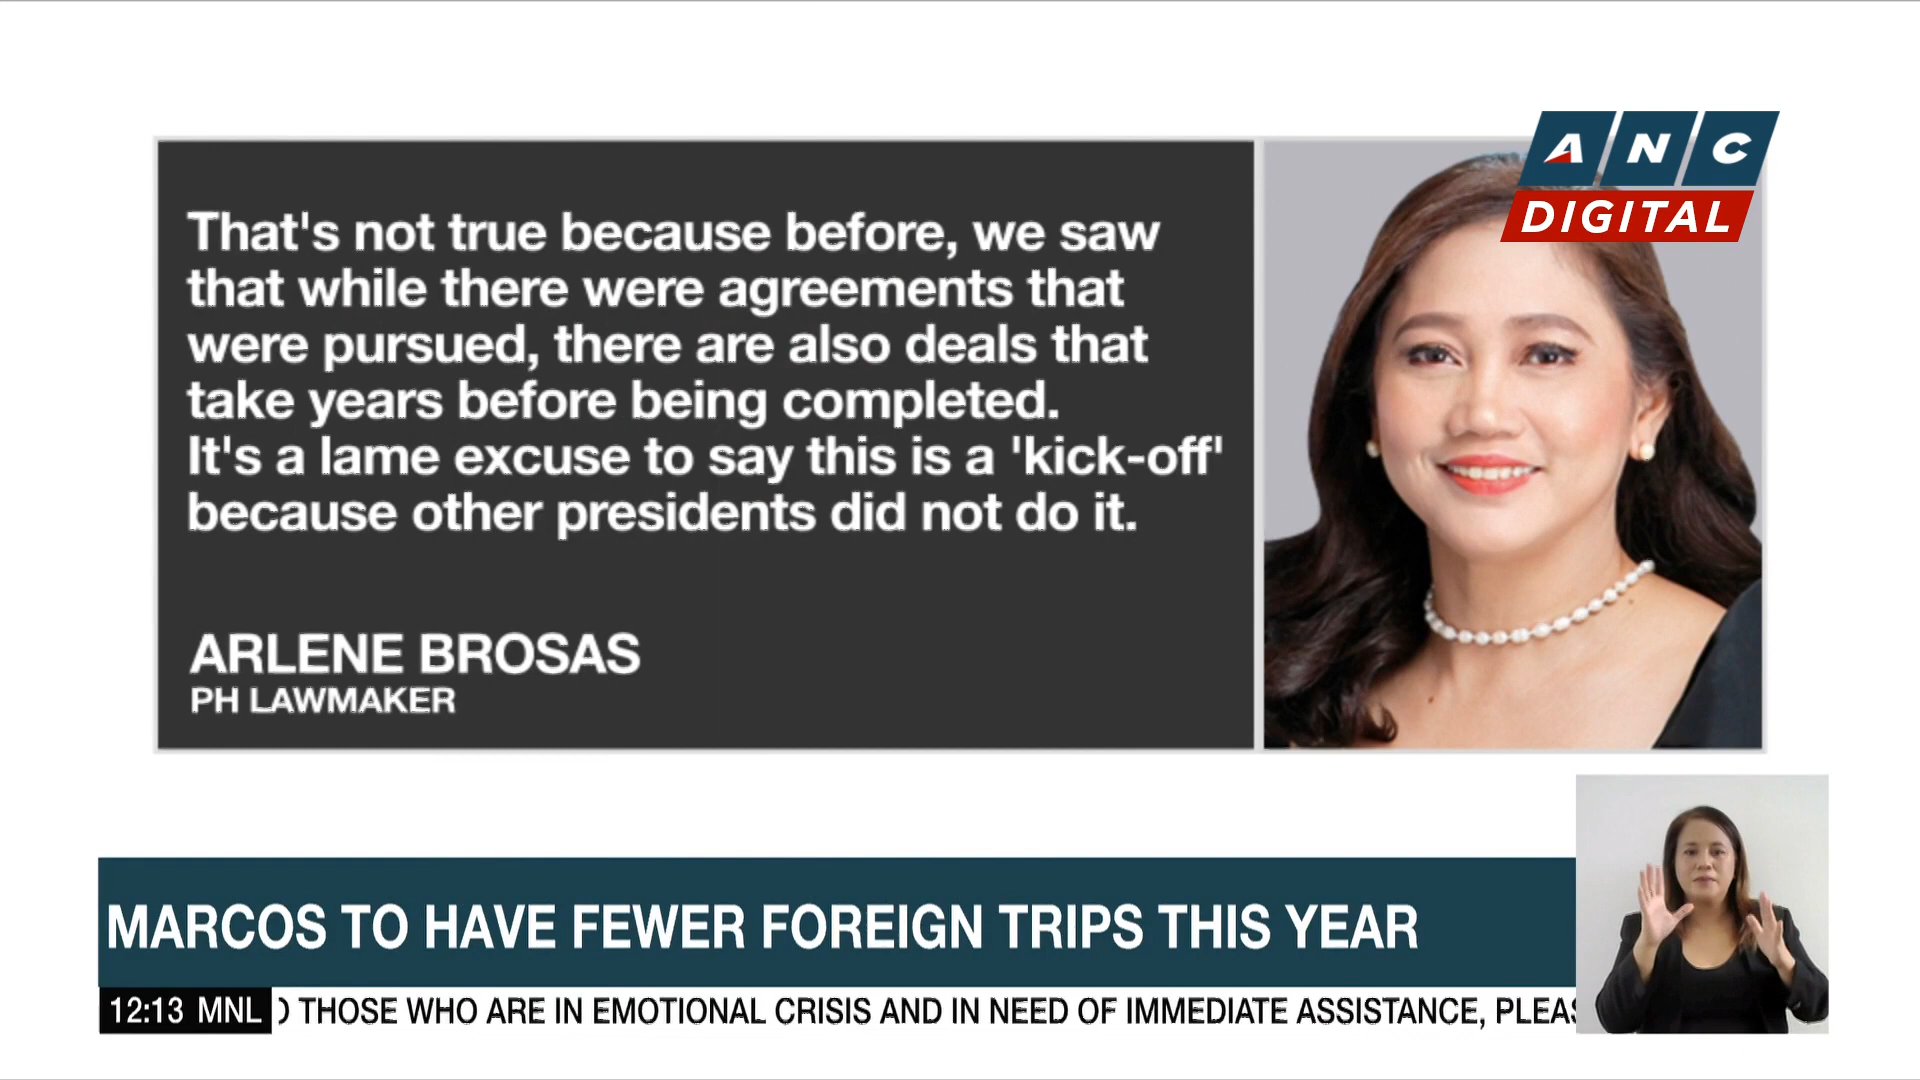 ANC
DIGITAL
That's not true because before, we saw
that while there were agreements that
were pursued, there are also deals that
take years before being completed.
It's a lame excuse to say this is a 'kick-off'
because other presidents did not do it.
ARLENE BROSAS
PH LAWMAKER
MARCOS TO HAVE FEWER FOREIGN TRIPS THIS YEAR
12:13 MNL THOSE WHO ARE IN EMOTIONAL CRISIS AND IN NEED OF IMMEDIATE ASSISTANCE,